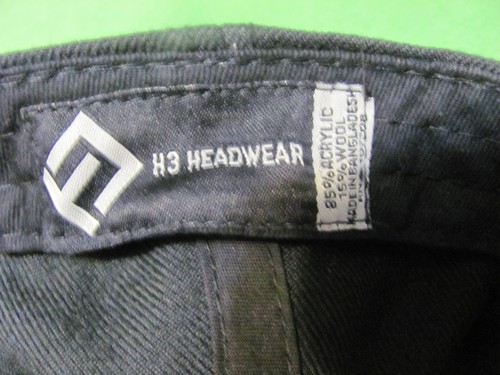 H3 HEADWEAR
85% ACRYLIC
15% WOOL
MADE IN BANGLADESH